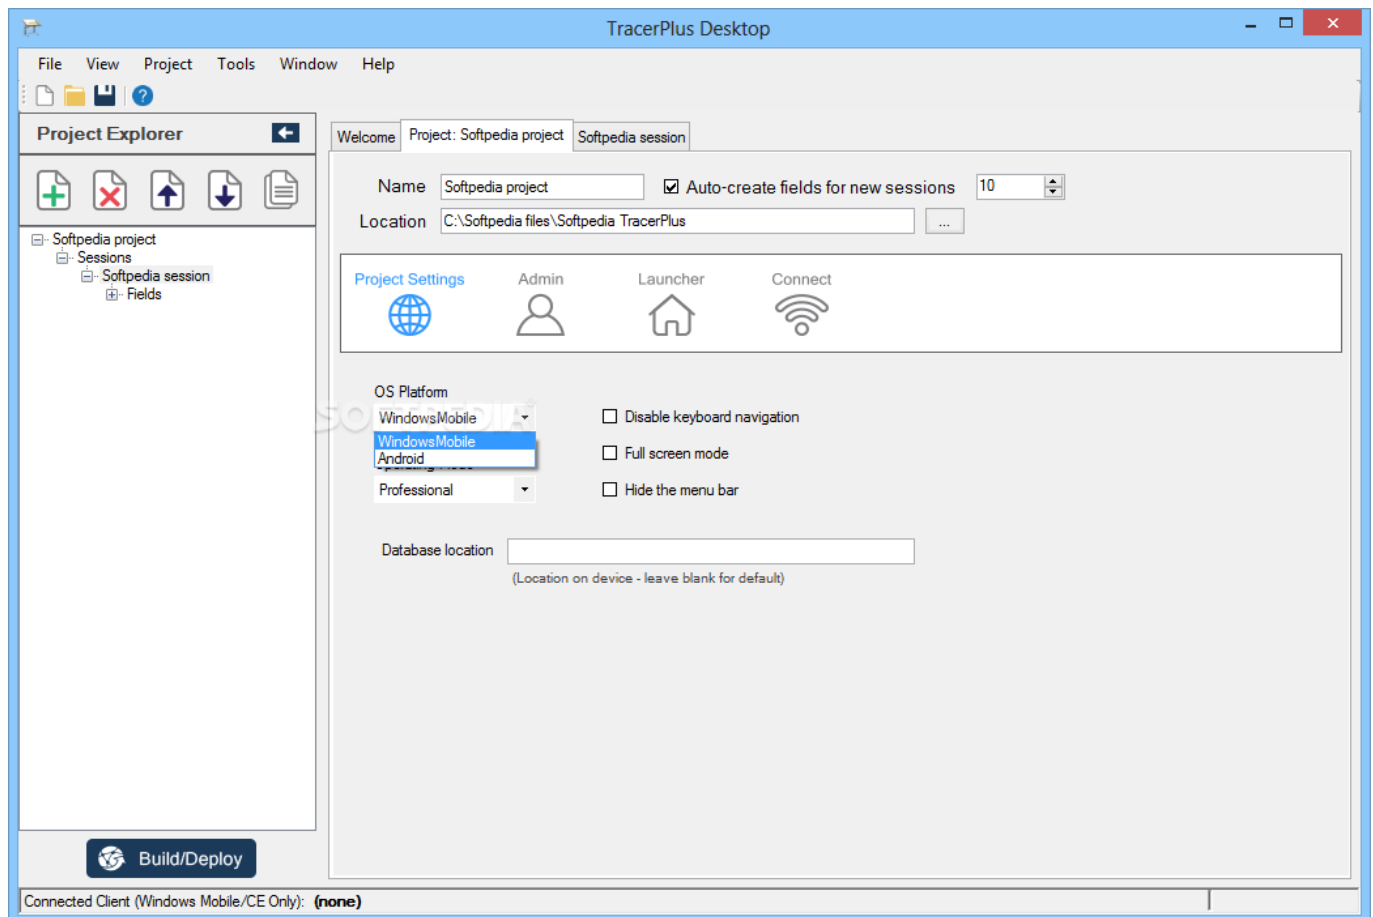 TracerPlus Desktop
File View Project Tools Window Help
Project Explorer
Welcome Project: Softpedia project Softpedia session
Name Softpedia project Auto-create fields for new sessions 10
Location C:\Softpedia files\Softpedia TracerPlus ...
Softpedia project
Sessions
Softpedia session
Fields
Project Settings Admin Launcher Connect
OS Platform
SOFTPEDIA
WindowsMobile Disable keyboard navigation
WindowsMobile
Android Full screen mode
Operating Mode
Professional Hide the menu bar
Database location
(Location on device - leave blank for default)
Build/Deploy
Connected Client (Windows Mobile/CE Only): (none)